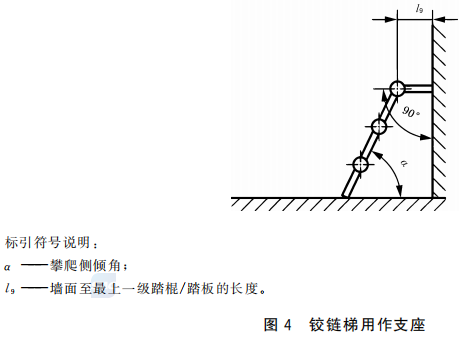 l₉
90°
α
标引符号说明：
α ——攀爬侧倾角；
l₉ ——墙面至最上一级踏棍/踏板的长度。
图 4 铰链梯用作支座